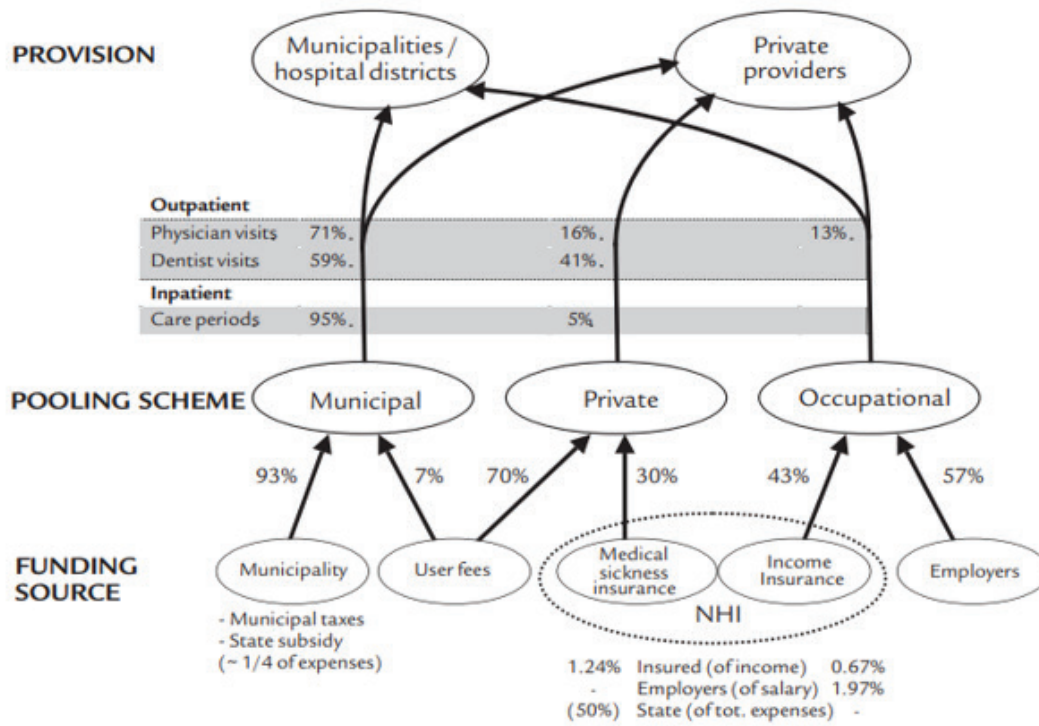 PROVISION
Municipalities /
hospital districts
Private
providers
Outpatient
Physician visits 71%. 16%. 13%.
Dentist visits 59%. 41%.
Inpatient
Care periods 95%. 5%
POOLING SCHEME
Municipal
Private
Occupational
93% 7% 70% 30% 43% 57%
FUNDING
SOURCE
Municipality
User fees
Medical
sickness
insurance
Income
Insurance
Employers
NHI
- Municipal taxes
- State subsidy
(~ 1/4 of expenses)
1.24% Insured (of income) 0.67%
- Employers (of salary) 1.97%
(50%) State (of tot. expenses) -